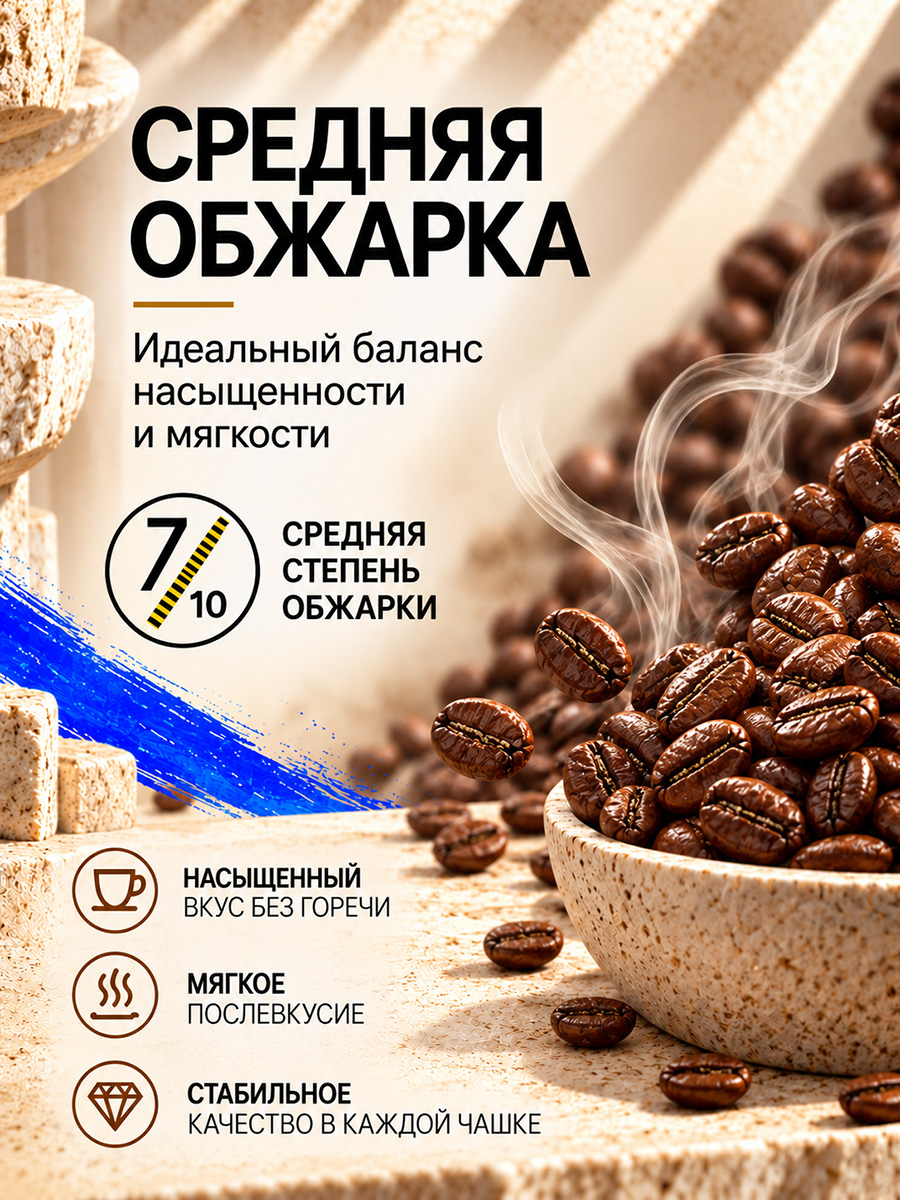 СРЕДНЯЯ
ОБЖАРКА
Идеальный баланс
насыщенности
и мягкости
7/10
СРЕДНЯЯ
СТЕПЕНЬ
ОБЖАРКИ
НАСЫЩЕННЫЙ
ВКУС БЕЗ ГОРЕЧИ
МЯГКОЕ
ПОСЛЕВКУСИЕ
СТАБИЛЬНОЕ
КАЧЕСТВО В КАЖДОЙ ЧАШКЕ